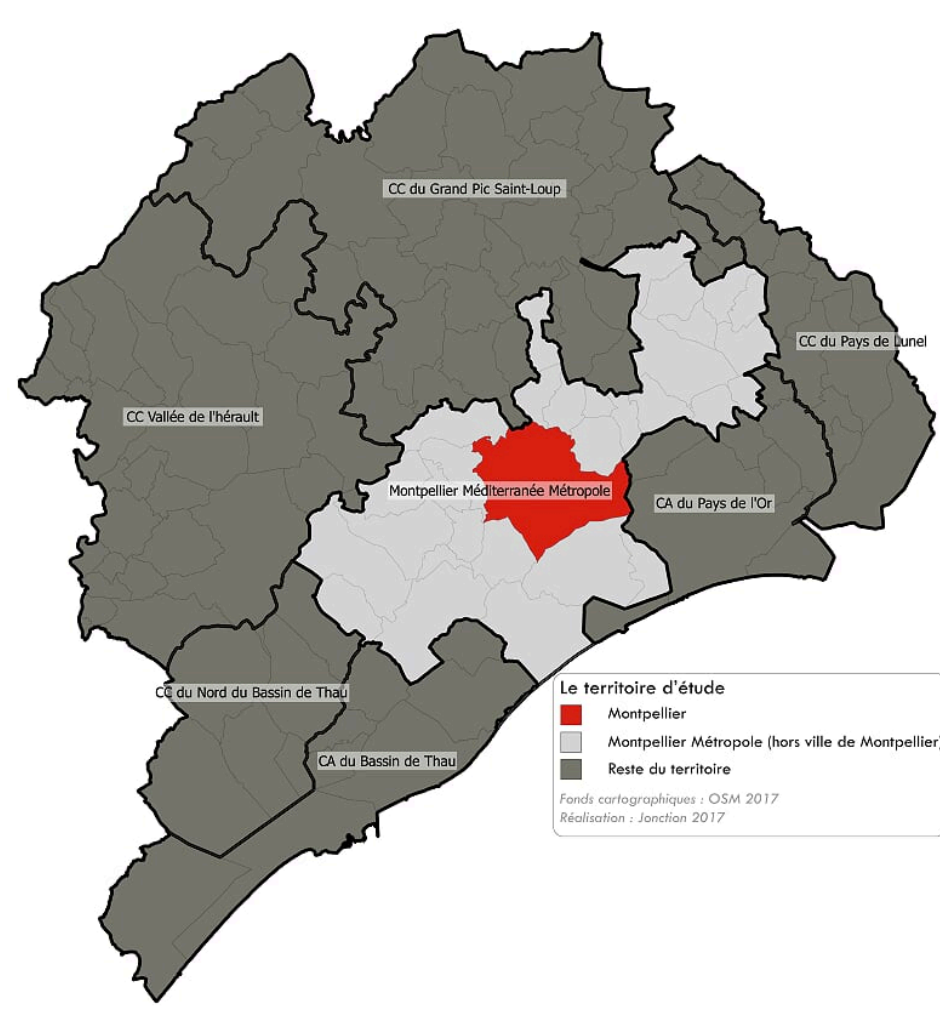 CC du Grand Pic Saint-Loup
CC du Pays de Lunel
CC Vallée de l'hérault
Montpellier Méditerranée Métropole
CA du Pays de l'Or
CC du Nord du Bassin de Thau
CA du Bassin de Thau
Le territoire d'étude
Montpellier
Montpellier Métropole (hors ville de Montpellier)
Reste du territoire
Fonds cartographiques : OSM 2017
Réalisation : Jonction 2017